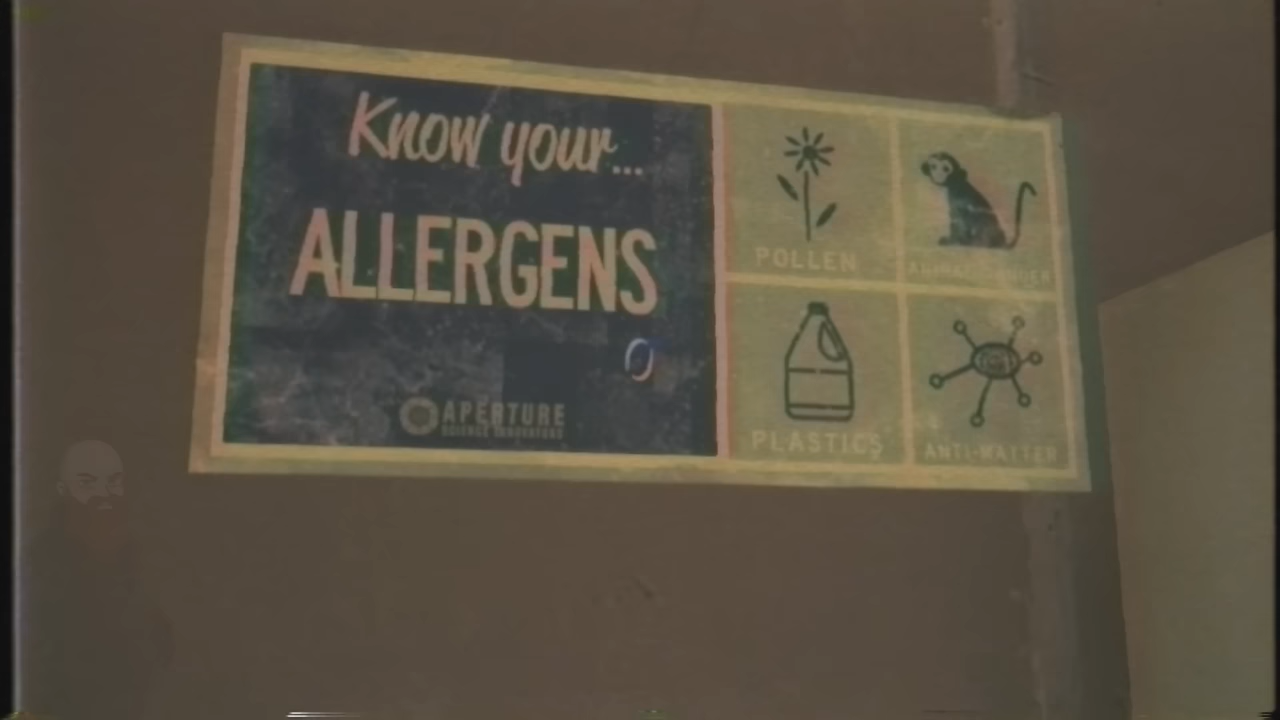 Know your...
ALLERGENS
APERTURE
SCIENCE INNOVATORS
POLLEN
ANIMAL DANDER
PLASTICS
ANTI-MATTER